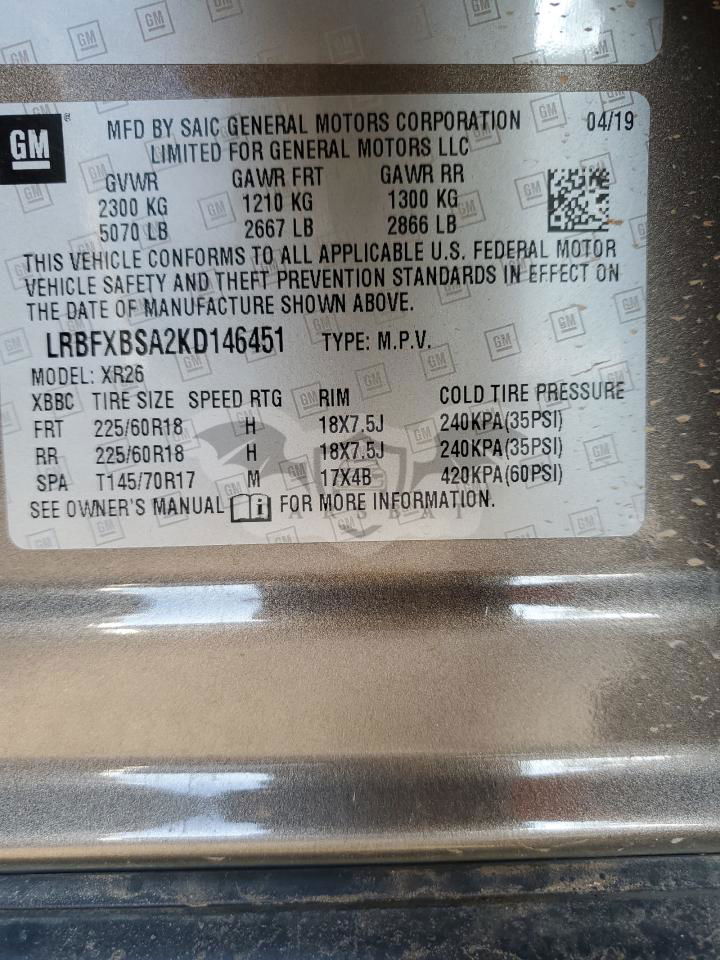 GM
MFD BY SAIC GENERAL MOTORS CORPORATION 04/19
LIMITED FOR GENERAL MOTORS LLC
GVWR GAWR FRT GAWR RR
2300 KG 1210 KG 1300 KG
5070 LB 2667 LB 2866 LB
THIS VEHICLE CONFORMS TO ALL APPLICABLE U.S. FEDERAL MOTOR
VEHICLE SAFETY AND THEFT PREVENTION STANDARDS IN EFFECT ON
THE DATE OF MANUFACTURE SHOWN ABOVE.
LRBFXBSA2KD146451 TYPE: M.P.V.
MODEL: XR26
XBBC TIRE SIZE SPEED RTG RIM COLD TIRE PRESSURE
FRT 225/60R18 H 18X7.5J 240KPA(35PSI)
RR 225/60R18 H 18X7.5J 240KPA(35PSI)
SPA T145/70R17 M 17X4B 420KPA(60PSI)
SEE OWNER'S MANUAL FOR MORE INFORMATION.